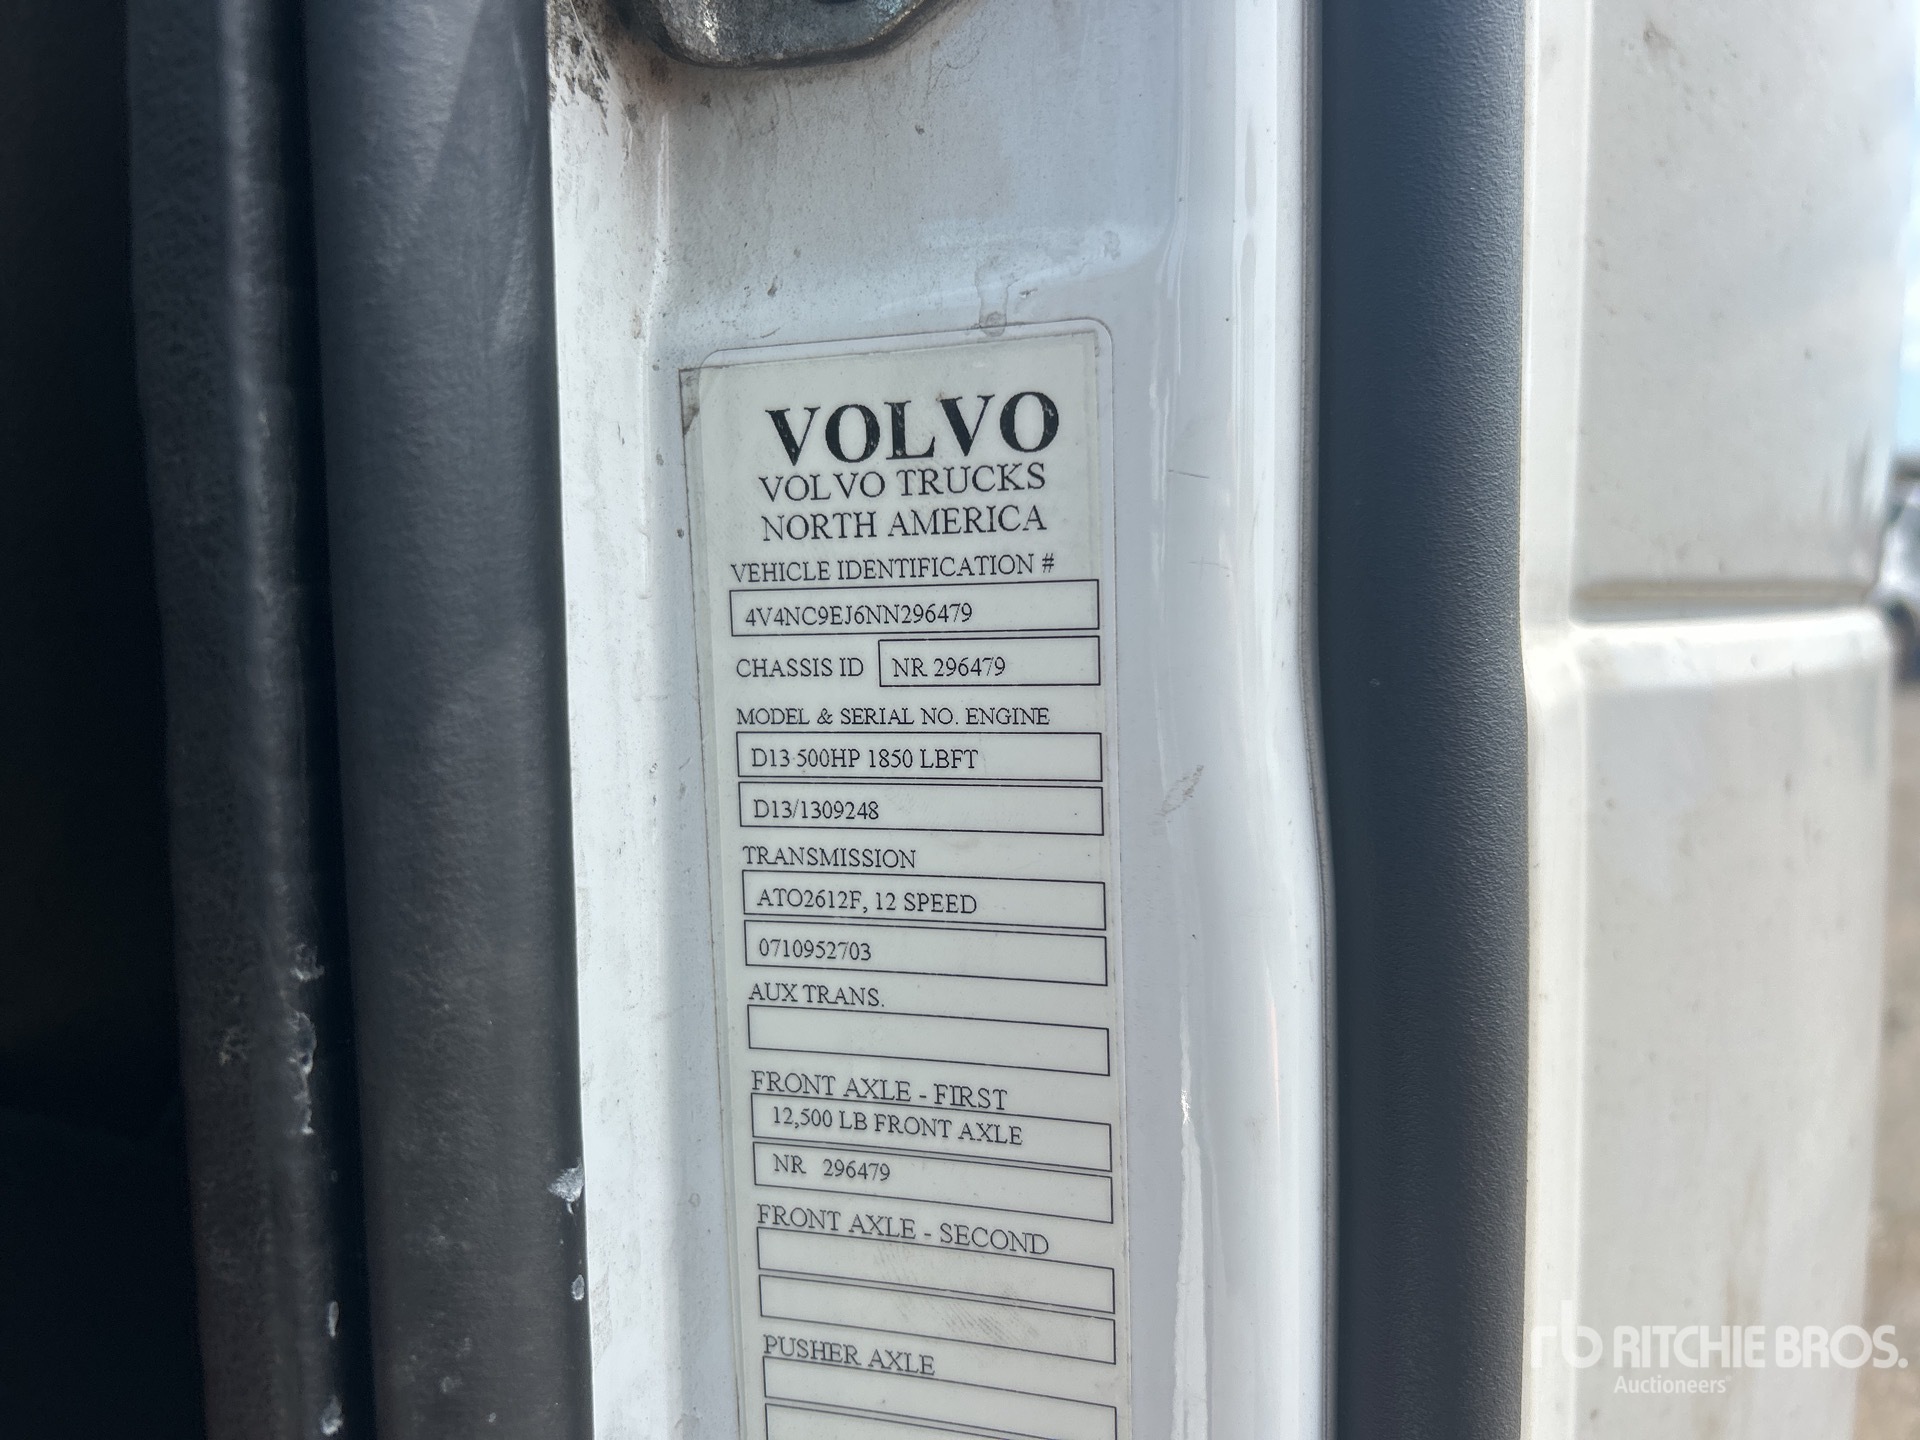 VOLVO
VOLVO TRUCKS
NORTH AMERICA
VEHICLE IDENTIFICATION #
4V4NC9EJ6NN296479
CHASSIS ID NR 296479
MODEL & SERIAL NO. ENGINE
D13 500HP 1850 LBFT
D13/1309248
TRANSMISSION
ATO2612F, 12 SPEED
0710952703
AUX TRANS.
FRONT AXLE - FIRST
12,500 LB FRONT AXLE
NR 296479
FRONT AXLE - SECOND
PUSHER AXLE
rb RITCHIE BROS.
Auctioneers